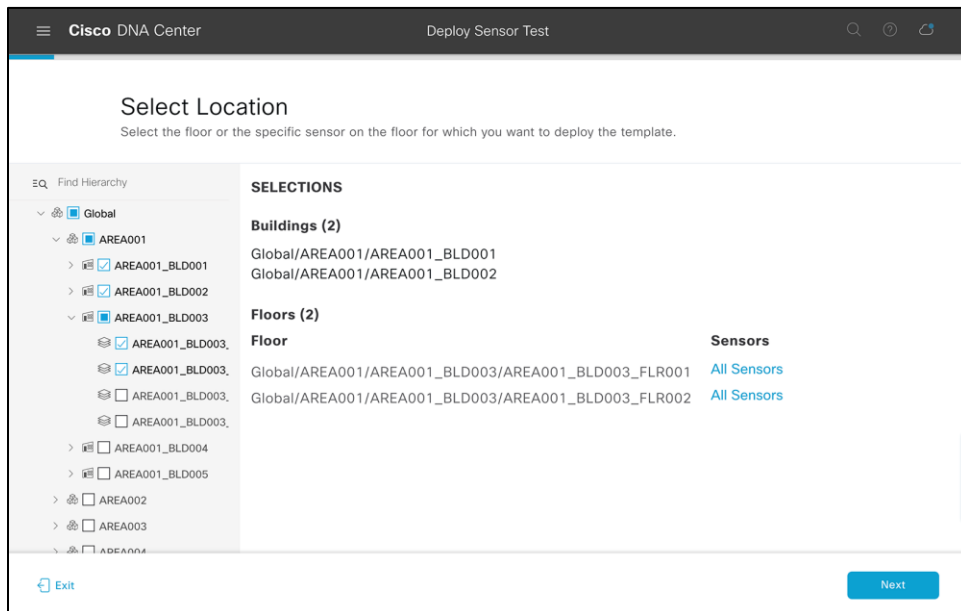 Cisco DNA Center
Deploy Sensor Test
Select Location
Select the floor or the specific sensor on the floor for which you want to deploy the template.
Find Hierarchy
Global
AREA001
AREA001_BLD001
AREA001_BLD002
AREA001_BLD003
AREA001_BLD003_
AREA001_BLD003_
AREA001_BLD003_
AREA001_BLD003_
AREA001_BLD004
AREA001_BLD005
AREA002
AREA003
AREA004
SELECTIONS
Buildings (2)
Global/AREA001/AREA001_BLD001
Global/AREA001/AREA001_BLD002
Floors (2)
Floor Sensors
Global/AREA001/AREA001_BLD003/AREA001_BLD003_FLR001 All Sensors
Global/AREA001/AREA001_BLD003/AREA001_BLD003_FLR002 All Sensors
Exit
Next